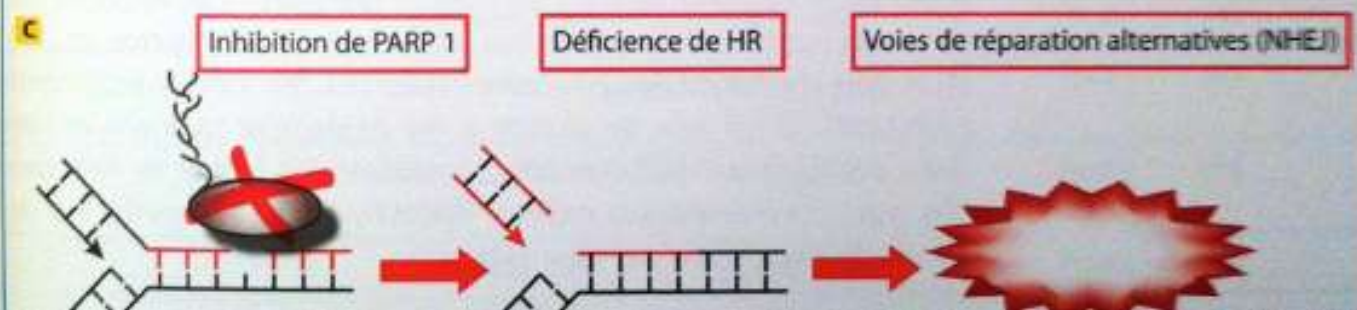 C
Inhibition de PARP 1
Déficience de HR
Voies de réparation alternatives (NHEJ)